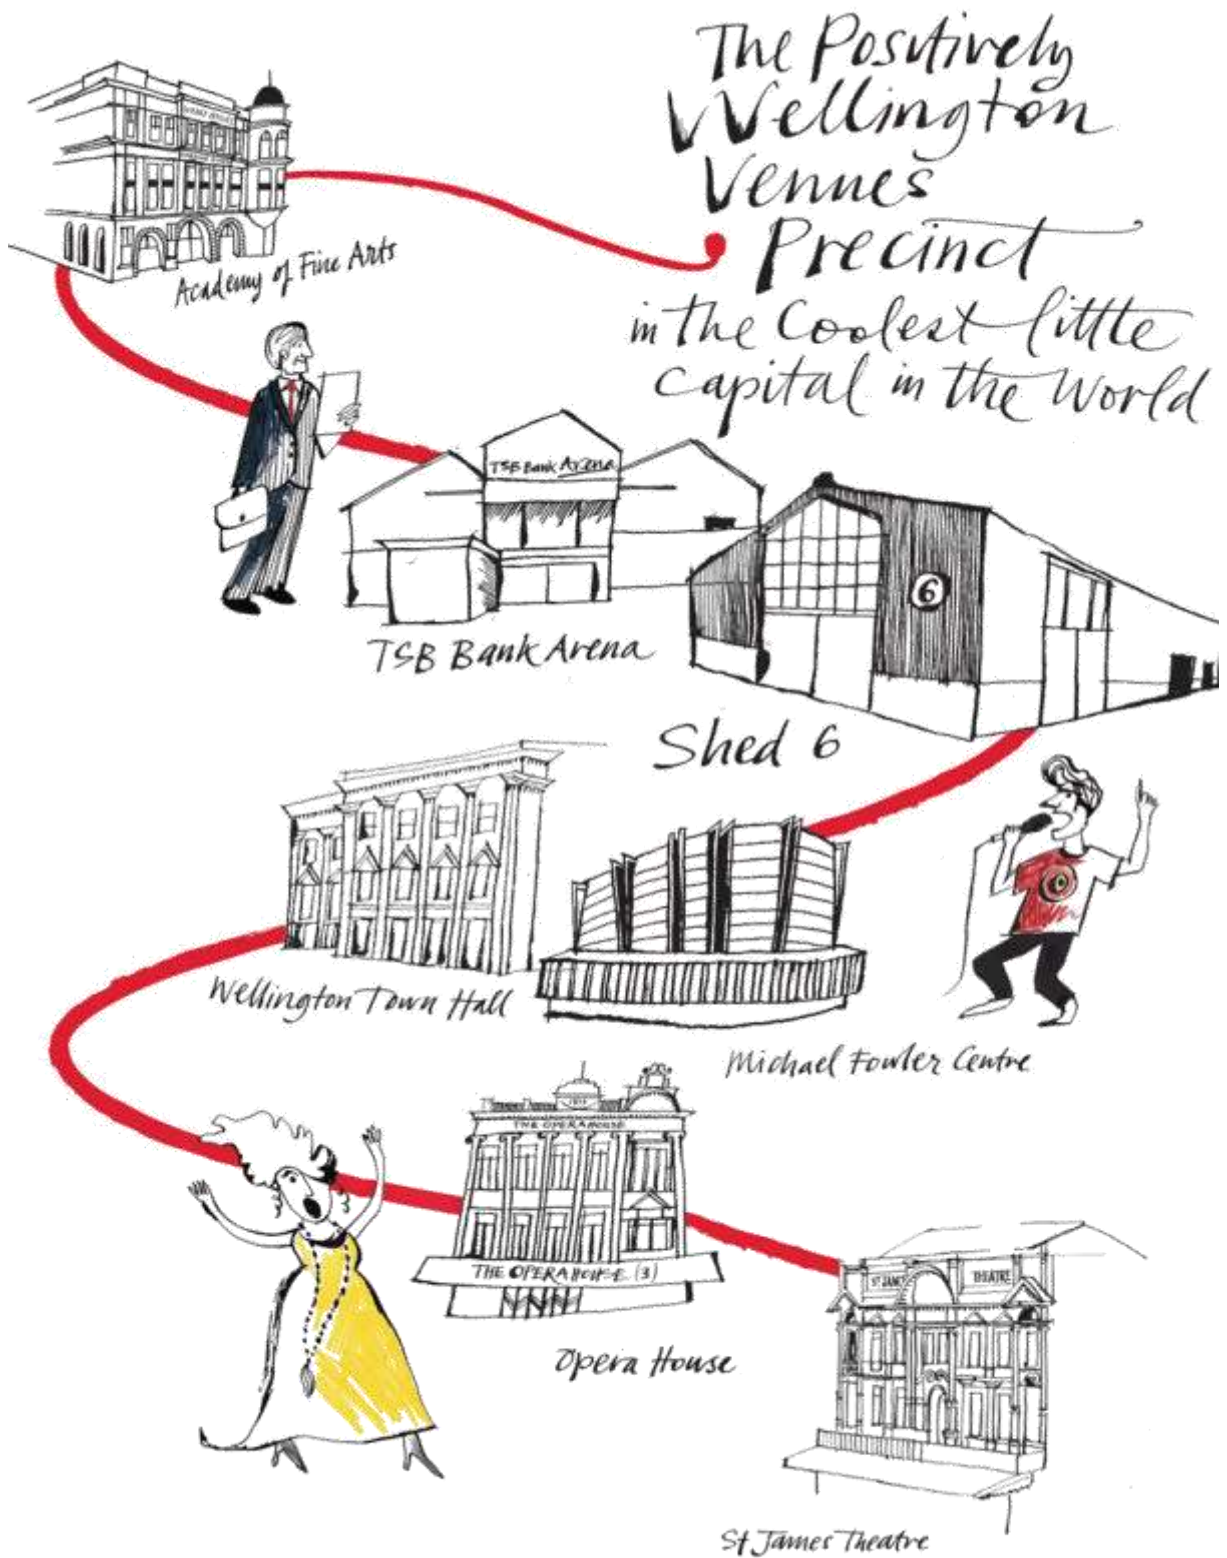 The Positively
Wellington
Venues
Precinct
in the Coolest little
capital in the World
Academy of Fine Arts
TSB Bank Arena
TSB Bank Arena
6
Shed 6
Wellington Town Hall
Michael Fowler Centre
THE OPERA HOUSE
THE OPERA HOUSE (3)
Opera House
ST JAMES THEATRE
St James Theatre